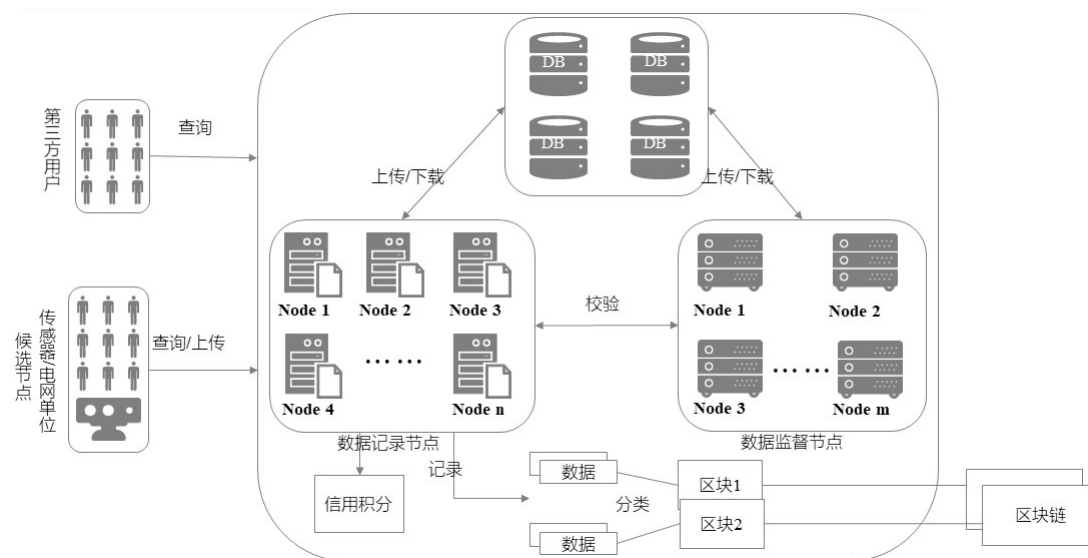 DB
DB
DB
DB
第三方用户
查询
上传/下载
上传/下载
Node 1
Node 2
Node 3
Node 4
……
Node n
校验
Node 1
Node 2
Node 3
……
Node m
传感器/电网单位
候选节点
查询/上传
数据记录节点
数据监督节点
记录
信用积分
数据
数据
分类
区块1
区块2
区块链